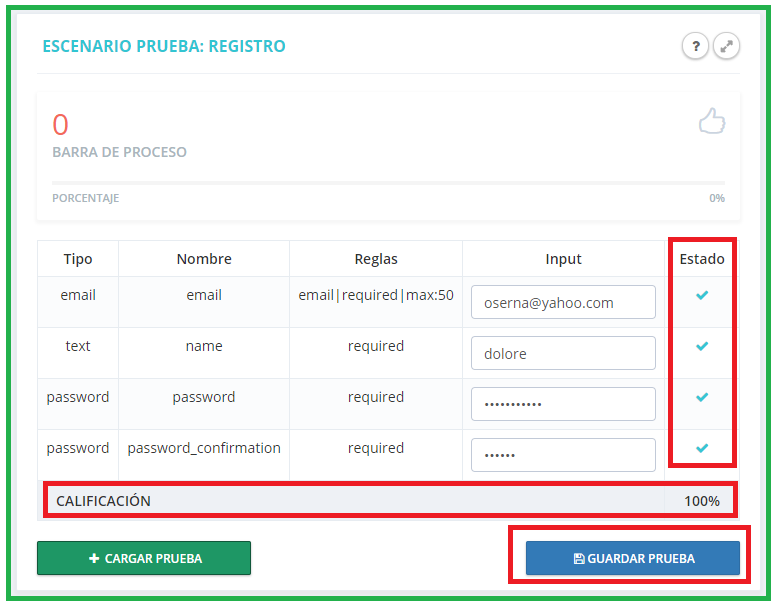 ESCENARIO PRUEBA: REGISTRO
?
0
BARRA DE PROCESO
PORCENTAJE 0%
Tipo Nombre Reglas Input Estado
email email email|required|max:50 oserna@yahoo.com
text name required dolore
password password required •••••••••••
password password_confirmation required ••••••
CALIFICACIÓN 100%
CARGAR PRUEBA GUARDAR PRUEBA